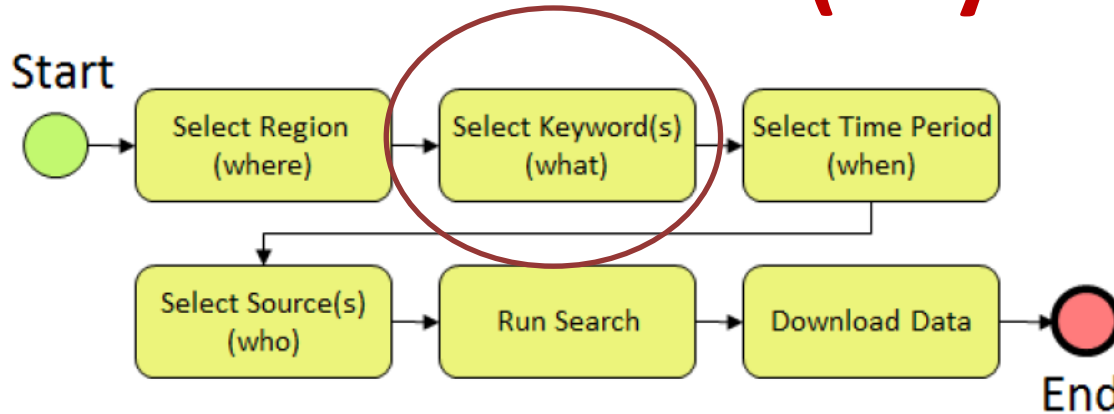 Start
Select Region
(where)
Select Keyword(s)
(what)
Select Time Period
(when)
Select Source(s)
(who)
Run Search
Download Data
End